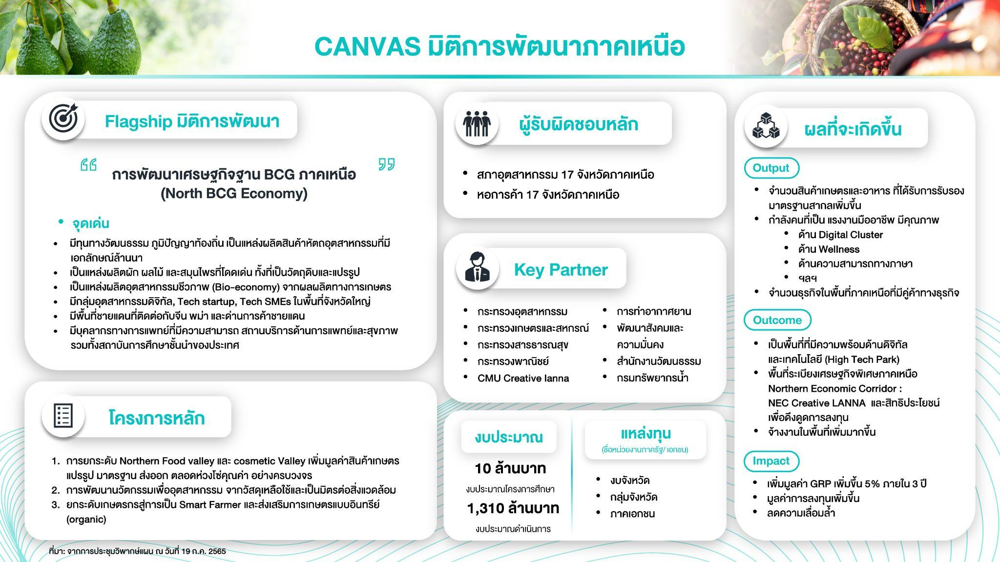 CANVAS มิติการพัฒนาภาคเหนือ
Flagship มิติการพัฒนา
“ การพัฒนาเศรษฐกิจฐาน BCG ภาคเหนือ ”
(North BCG Economy)
• จุดเด่น
• มีทุนทางวัฒนธรรม ภูมิปัญญาท้องถิ่น เป็นแหล่งผลิตสินค้าหัตถอุตสาหกรรมที่มี
เอกลักษณ์ล้านนา
• เป็นแหล่งผลิตผัก ผลไม้ และสมุนไพรที่โดดเด่น ทั้งที่เป็นวัตถุดิบและแปรรูป
• เป็นแหล่งผลิตอุตสาหกรรมชีวภาพ (Bio-economy) จากผลผลิตทางการเกษตร
• มีกลุ่มอุตสาหกรรมดิจิทัล, Tech startup, Tech SMEs ในพื้นที่จังหวัดใหญ่
• มีพื้นที่ชายแดนที่ติดต่อกับจีน พม่า และด่านการค้าชายแดน
• มีบุคลากรทางการแพทย์ที่มีความสามารถ สถานบริการด้านการแพทย์และสุขภาพ
รวมทั้งสถาบันการศึกษาชั้นนำของประเทศ
โครงการหลัก
1. การยกระดับ Northern Food valley และ cosmetic Valley เพิ่มมูลค่าสินค้าเกษตร
แปรรูป มาตรฐาน ส่งออก ตลอดห่วงโซ่คุณค่า อย่างครบวงจร
2. การพัฒนานวัตกรรมเพื่ออุตสาหกรรม จากวัสดุเหลือใช้และเป็นมิตรต่อสิ่งแวดล้อม
3. ยกระดับเกษตรกรสู่การเป็น Smart Farmer และส่งเสริมการเกษตรแบบอินทรีย์
(organic)
ที่มา: จากการประชุมวิพากษ์แผน ณ วันที่ 19 ก.ค. 2565
ผู้รับผิดชอบหลัก
• สภาอุตสาหกรรม 17 จังหวัดภาคเหนือ
• หอการค้า 17 จังหวัดภาคเหนือ
Key Partner
• กระทรวงอุตสาหกรรม
• กระทรวงเกษตรและสหกรณ์
• กระทรวงสารธารณสุข
• กระทรวงพาณิชย์
• CMU Creative lanna
• การท่าอากาศยาน
• พัฒนาสังคมและ
ความมั่นคง
• สำนักงานวัฒนธรรม
• กรมทรัพยากรน้ำ
งบประมาณ
10 ล้านบาท
งบประมาณโครงการศึกษา
1,310 ล้านบาท
งบประมาณดำเนินการ
แหล่งทุน
(ชื่อหน่วยงานภาครัฐ/ เอกชน)
• งบจังหวัด
• กลุ่มจังหวัด
• ภาคเอกชน
ผลที่จะเกิดขึ้น
Output
• จำนวนสินค้าเกษตรและอาหาร ที่ได้รับการรับรอง
มาตรฐานสากลเพิ่มขึ้น
• กำลังคนที่เป็น แรงงานมืออาชีพ มีคุณภาพ
• ด้าน Digital Cluster
• ด้าน Wellness
• ด้านความสามารถทางภาษา
• ฯลฯ
• จำนวนธุรกิจในพื้นที่ภาคเหนือที่มีคู่ค้าทางธุรกิจ
Outcome
• เป็นพื้นที่ที่มีความพร้อมด้านดิจิทัล
และเทคโนโลยี (High Tech Park)
• พื้นที่ระเบียงเศรษฐกิจพิเศษภาคเหนือ
Northern Economic Corridor :
NEC Creative LANNA และสิทธิประโยชน์
เพื่อดึงดูดการลงทุน
• จ้างงานในพื้นที่เพิ่มมากขึ้น
Impact
• เพิ่มมูลค่า GRP เพิ่มขึ้น 5% ภายใน 3 ปี
• มูลค่าการลงทุนเพิ่มขึ้น
• ลดความเลื่อมล้ำ